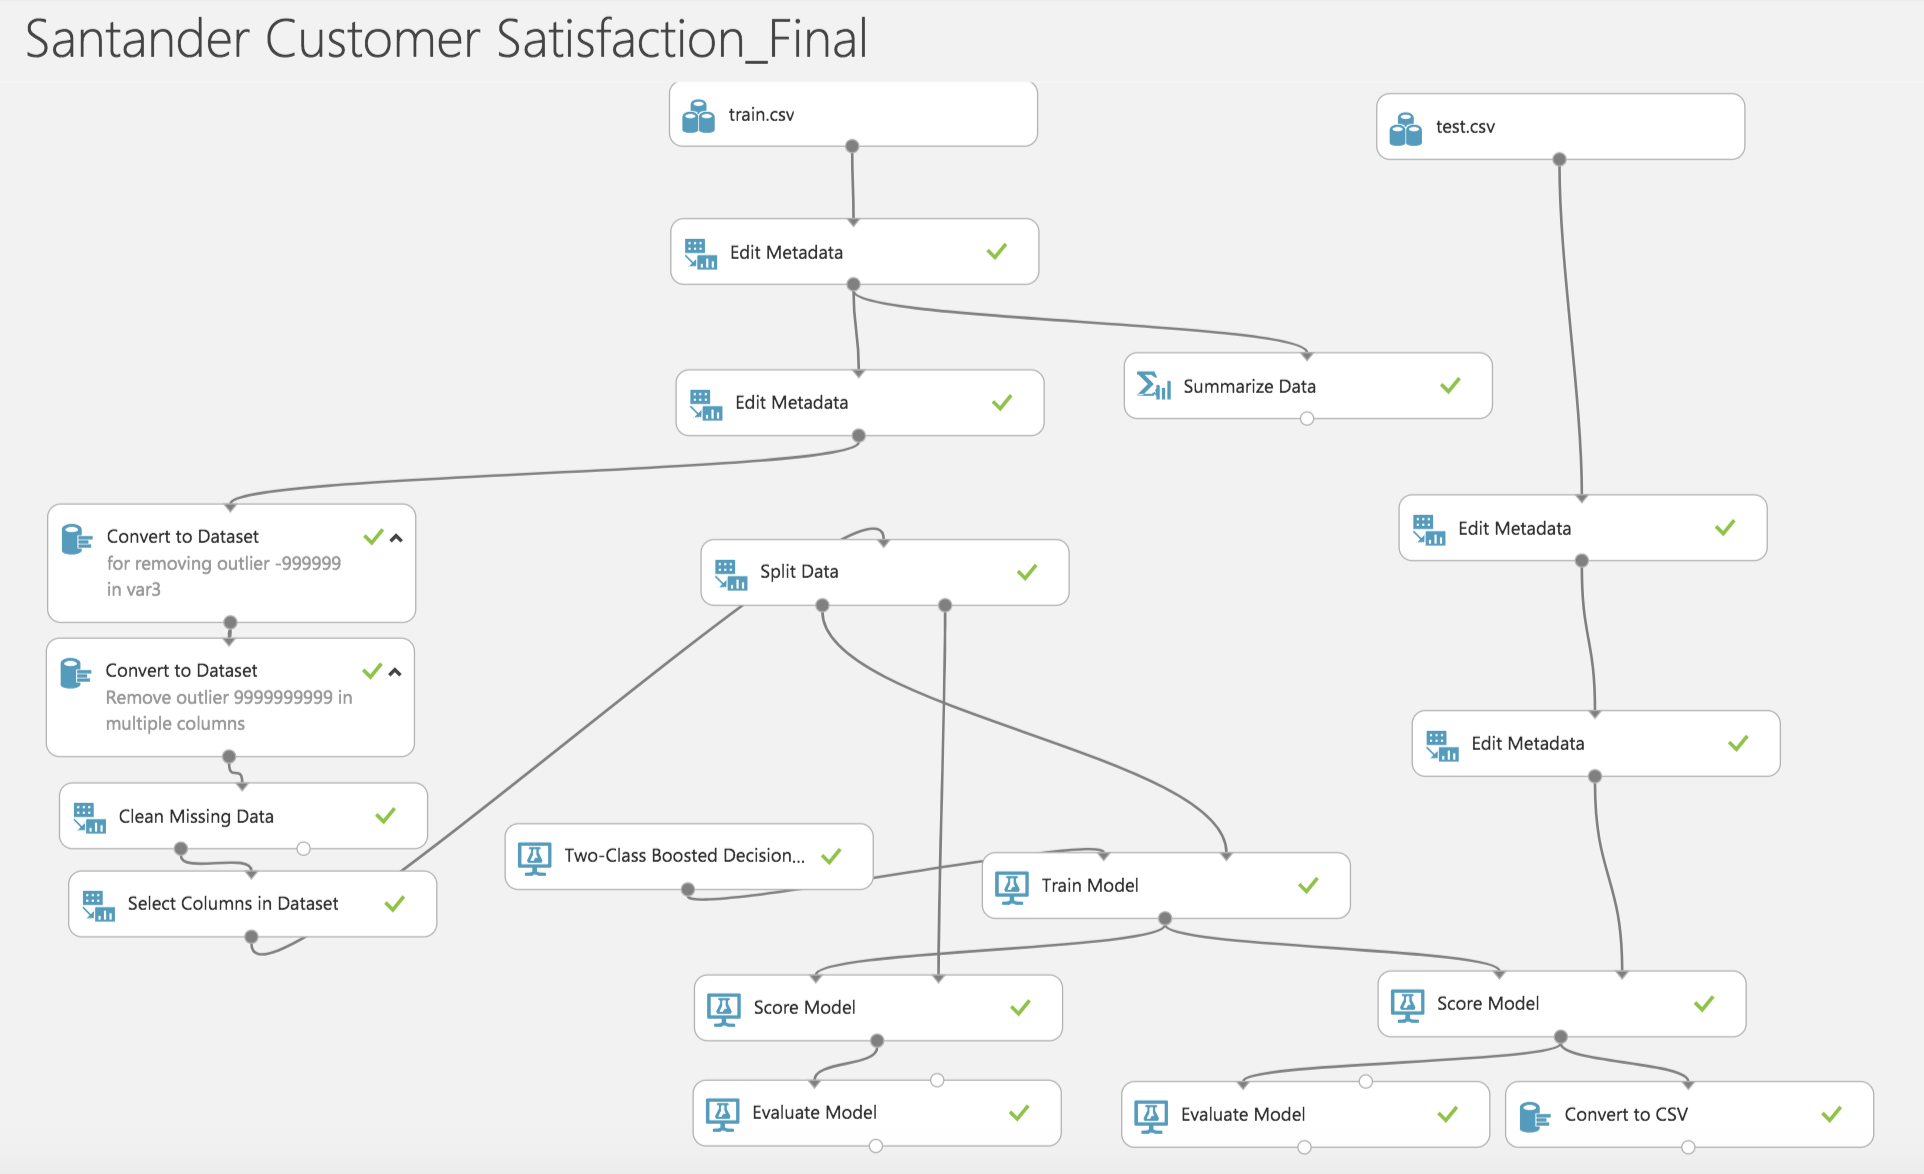 Santander Customer Satisfaction_Final
train.csv
test.csv
Edit Metadata
Edit Metadata
Summarize Data
Convert to Dataset
for removing outlier -999999
in var3
Split Data
Edit Metadata
Convert to Dataset
Remove outlier 9999999999 in
multiple columns
Edit Metadata
Clean Missing Data
Two-Class Boosted Decision...
Train Model
Select Columns in Dataset
Score Model
Score Model
Evaluate Model
Evaluate Model
Convert to CSV